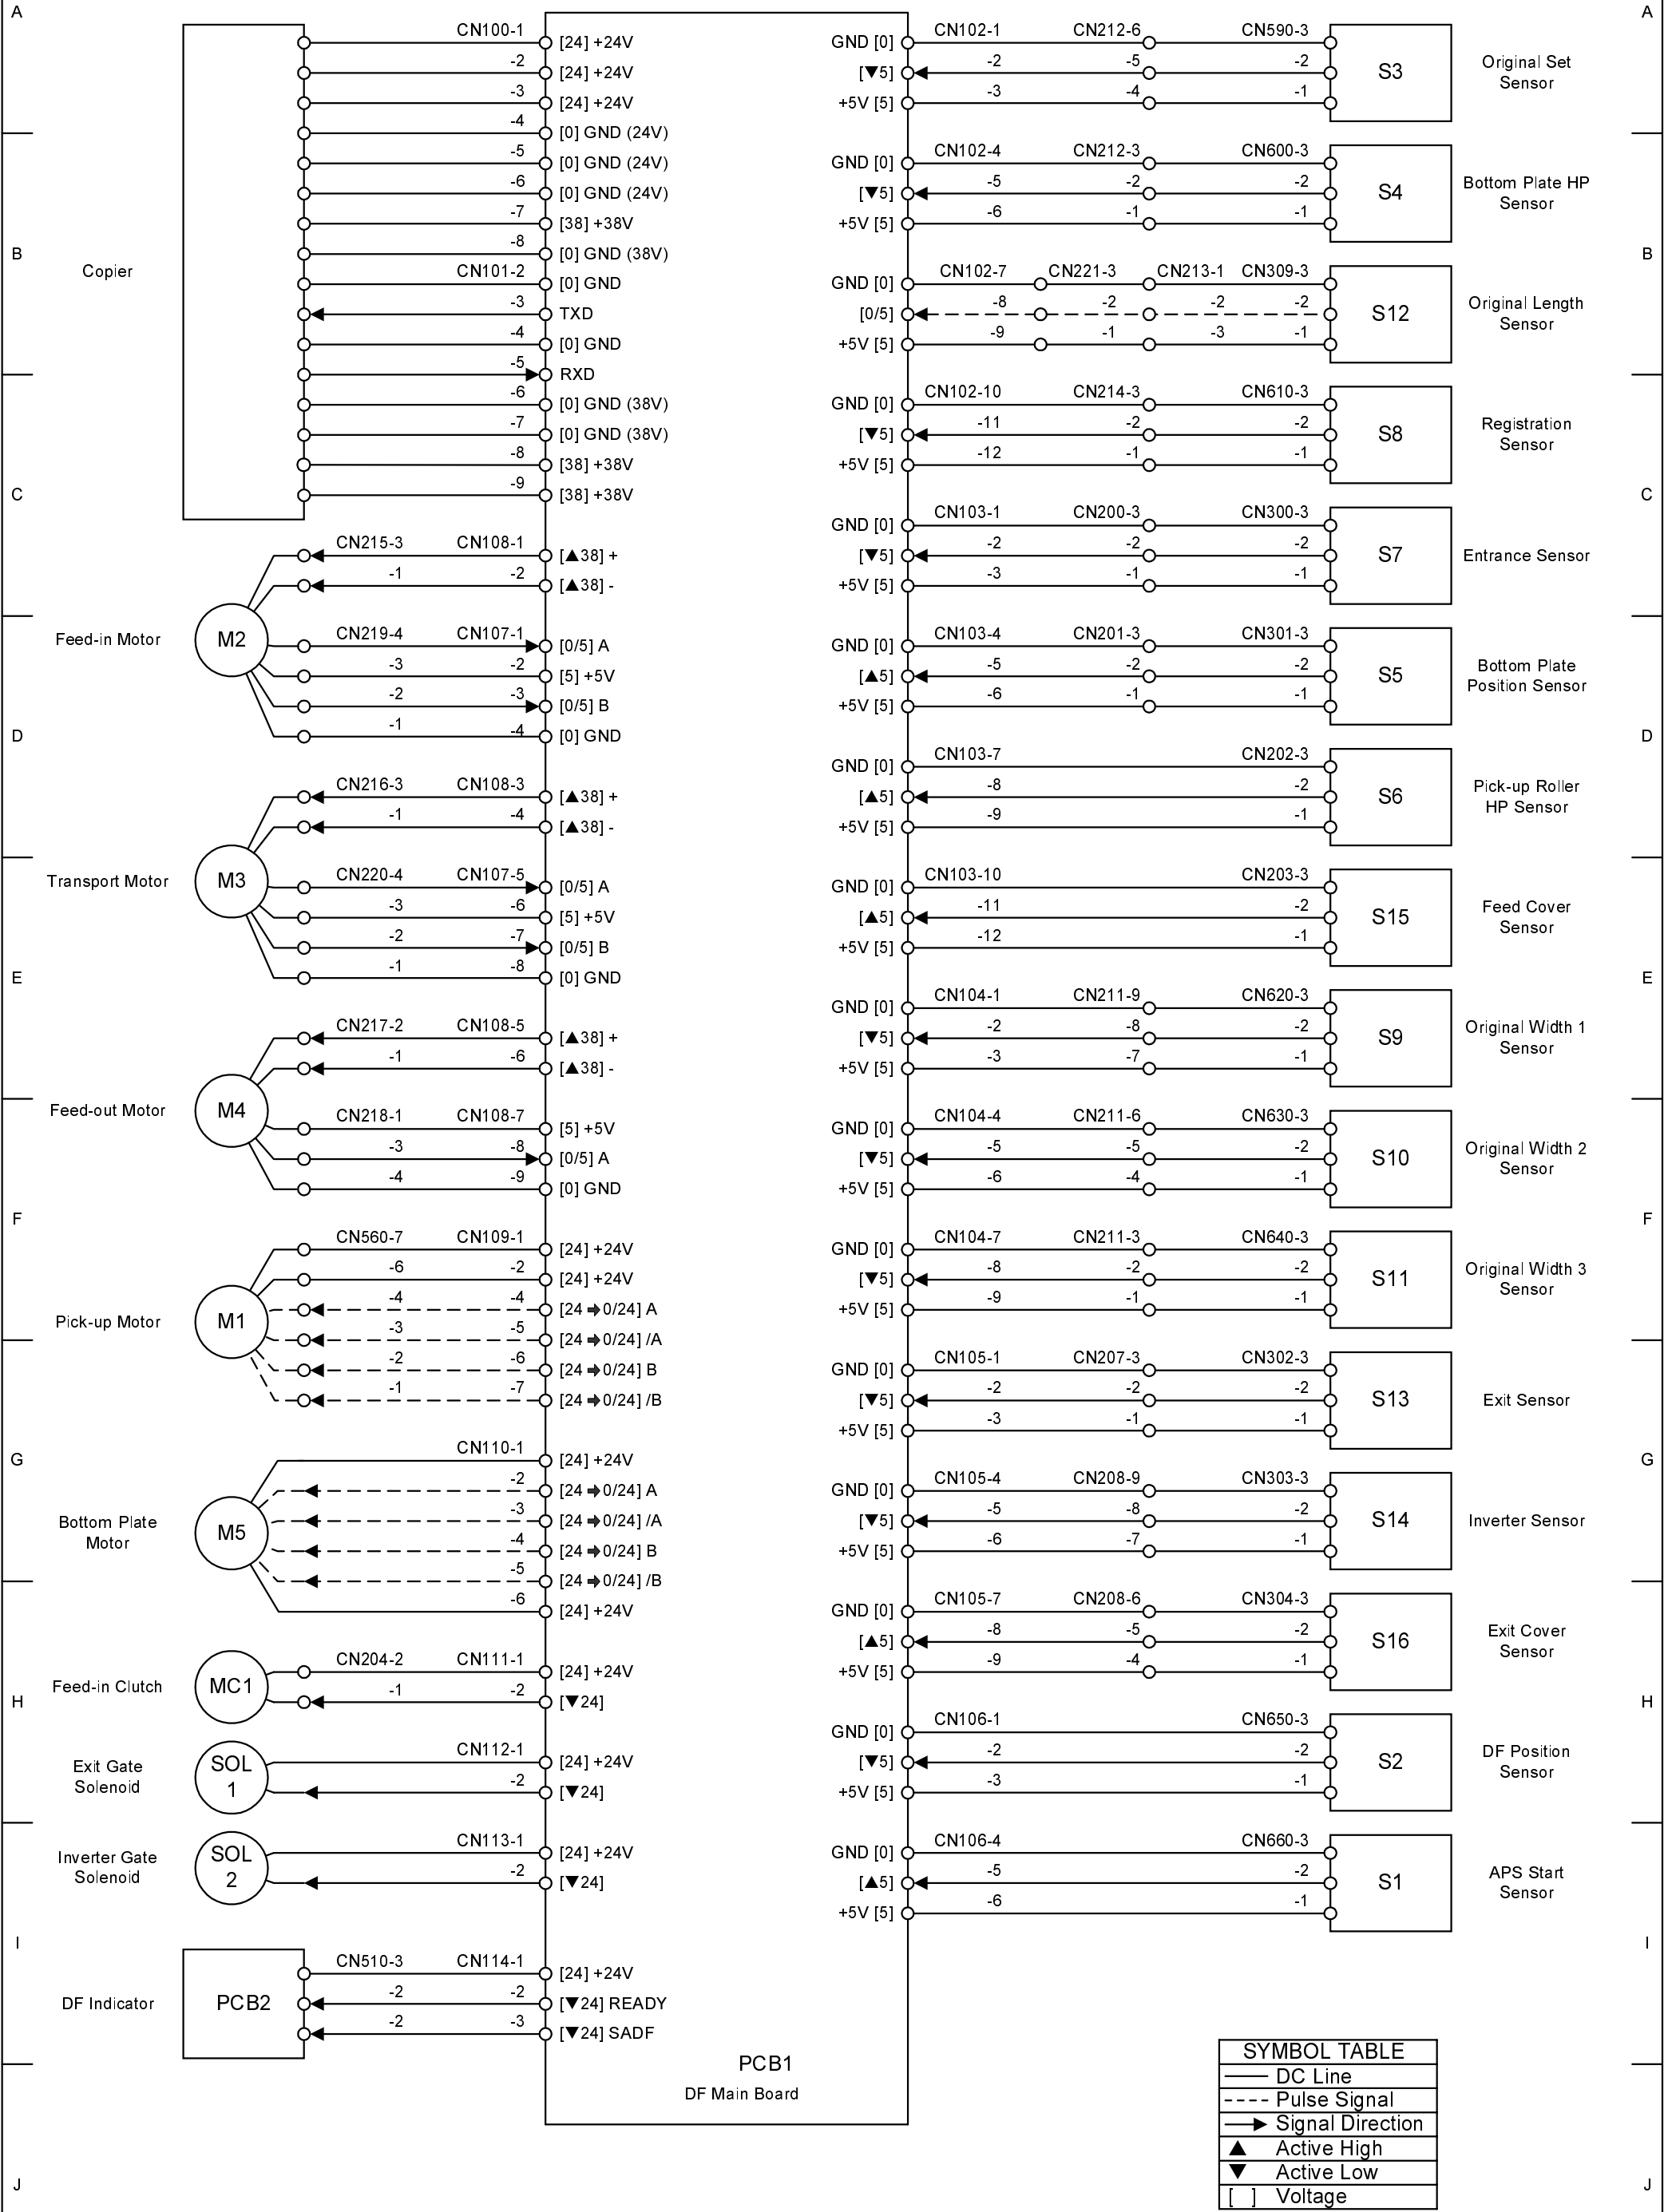 A A
CN100-1 [24] +24V GND [0] CN102-1 CN212-6 CN590-3
-2 [24] +24V [▼5] -2 -5 -2 S3 Original Set Sensor
-3 [24] +24V +5V [5] -3 -4 -1
-4 [0] GND (24V)
-5 [0] GND (24V) GND [0] CN102-4 CN212-3 CN600-3
-6 [0] GND (24V) [▼5] -5 -2 -2 S4 Bottom Plate HP Sensor
-7 [38] +38V +5V [5] -6 -1 -1
B -8 [0] GND (38V) B
Copier
CN101-2 [0] GND GND [0] CN102-7 CN221-3 CN213-1 CN309-3
-3 TXD [0/5] -8 -2 -2 -2 S12 Original Length Sensor
-4 [0] GND +5V [5] -9 -1 -3 -1
-5 RXD
-6 [0] GND (38V) GND [0] CN102-10 CN214-3 CN610-3
-7 [0] GND (38V) [▼5] -11 -2 -2 S8 Registration Sensor
-8 [38] +38V +5V [5] -12 -1 -1
C -9 [38] +38V C
GND [0] CN103-1 CN200-3 CN300-3
CN215-3 CN108-1 [▲38] + [▼5] -2 -2 -2 S7 Entrance Sensor
-1 -2 [▲38] - +5V [5] -3 -1 -1
Feed-in Motor M2
CN219-4 CN107-1 [0/5] A GND [0] CN103-4 CN201-3 CN301-3
-3 -2 [5] +5V [▲5] -5 -2 -2 S5 Bottom Plate Position Sensor
-2 -3 [0/5] B +5V [5] -6 -1 -1
D -1 -4 [0] GND D
GND [0] CN103-7 CN202-3
CN216-3 CN108-3 [▲38] + [▲5] -8 -2 S6 Pick-up Roller HP Sensor
-1 -4 [▲38] - +5V [5] -9 -1
Transport Motor M3
CN220-4 CN107-5 [0/5] A GND [0] CN103-10 CN203-3
-3 -6 [5] +5V [▲5] -11 -2 S15 Feed Cover Sensor
-2 -7 [0/5] B +5V [5] -12 -1
E -1 -8 [0] GND E
GND [0] CN104-1 CN211-9 CN620-3
CN217-2 CN108-5 [▲38] + [▼5] -2 -8 -2 S9 Original Width 1 Sensor
-1 -6 [▲38] - +5V [5] -3 -7 -1
Feed-out Motor M4
CN218-1 CN108-7 [5] +5V GND [0] CN104-4 CN211-6 CN630-3
-3 -8 [0/5] A [▼5] -5 -5 -2 S10 Original Width 2 Sensor
-4 -9 [0] GND +5V [5] -6 -4 -1
F F
CN560-7 CN109-1 [24] +24V GND [0] CN104-7 CN211-3 CN640-3
-6 -2 [24] +24V [▼5] -8 -2 -2 S11 Original Width 3 Sensor
-4 -4 [24 ➡ 0/24] A +5V [5] -9 -1 -1
Pick-up Motor M1
-3 -5 [24 ➡ 0/24] /A
-2 -6 [24 ➡ 0/24] B GND [0] CN105-1 CN207-3 CN302-3
-1 -7 [24 ➡ 0/24] /B [▼5] -2 -2 -2 S13 Exit Sensor
+5V [5] -3 -1 -1
G CN110-1 [24] +24V G
-2 [24 ➡ 0/24] A GND [0] CN105-4 CN208-9 CN303-3
Bottom Plate Motor M5 -3 [24 ➡ 0/24] /A [▼5] -5 -8 -2 S14 Inverter Sensor
-4 [24 ➡ 0/24] B +5V [5] -6 -7 -1
-5 [24 ➡ 0/24] /B
-6 [24] +24V GND [0] CN105-7 CN208-6 CN304-3
[▲5] -8 -5 -2 S16 Exit Cover Sensor
Feed-in Clutch MC1 CN204-2 CN111-1 [24] +24V +5V [5] -9 -4 -1
H -1 -2 [▼24] H
GND [0] CN106-1 CN650-3
Exit Gate Solenoid SOL 1 CN112-1 [24] +24V [▼5] -2 -2 S2 DF Position Sensor
-2 [▼24] +5V [5] -3 -1
Inverter Gate Solenoid SOL 2 CN113-1 [24] +24V GND [0] CN106-4 CN660-3
-2 [▼24] [▲5] -5 -2 S1 APS Start Sensor
+5V [5] -6 -1
I I
CN510-3 CN114-1 [24] +24V
DF Indicator PCB2 -2 -2 [▼24] READY
-2 -3 [▼24] SADF
PCB1
DF Main Board
SYMBOL TABLE
DC Line
Pulse Signal
Signal Direction
▲ Active High
▼ Active Low
[ ] Voltage
J J